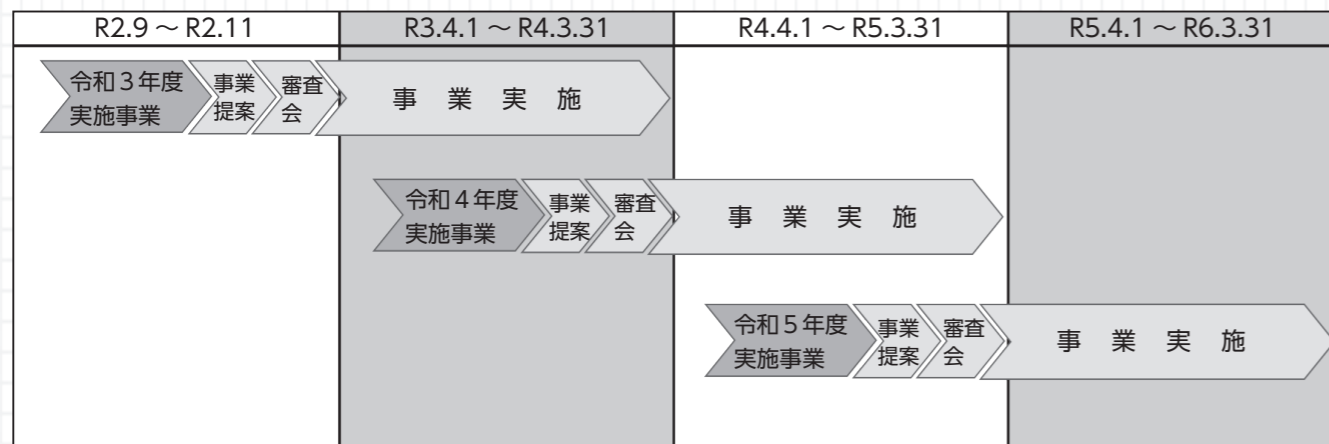 R2.9 ~ R2.11
R3.4.1 ~ R4.3.31
R4.4.1 ~ R5.3.31
R5.4.1 ~ R6.3.31
令和3年度
実施事業
事業
提案
審査
会
事 業 実 施
令和4年度
実施事業
事業
提案
審査
会
事 業 実 施
令和5年度
実施事業
事業
提案
審査
会
事 業 実 施